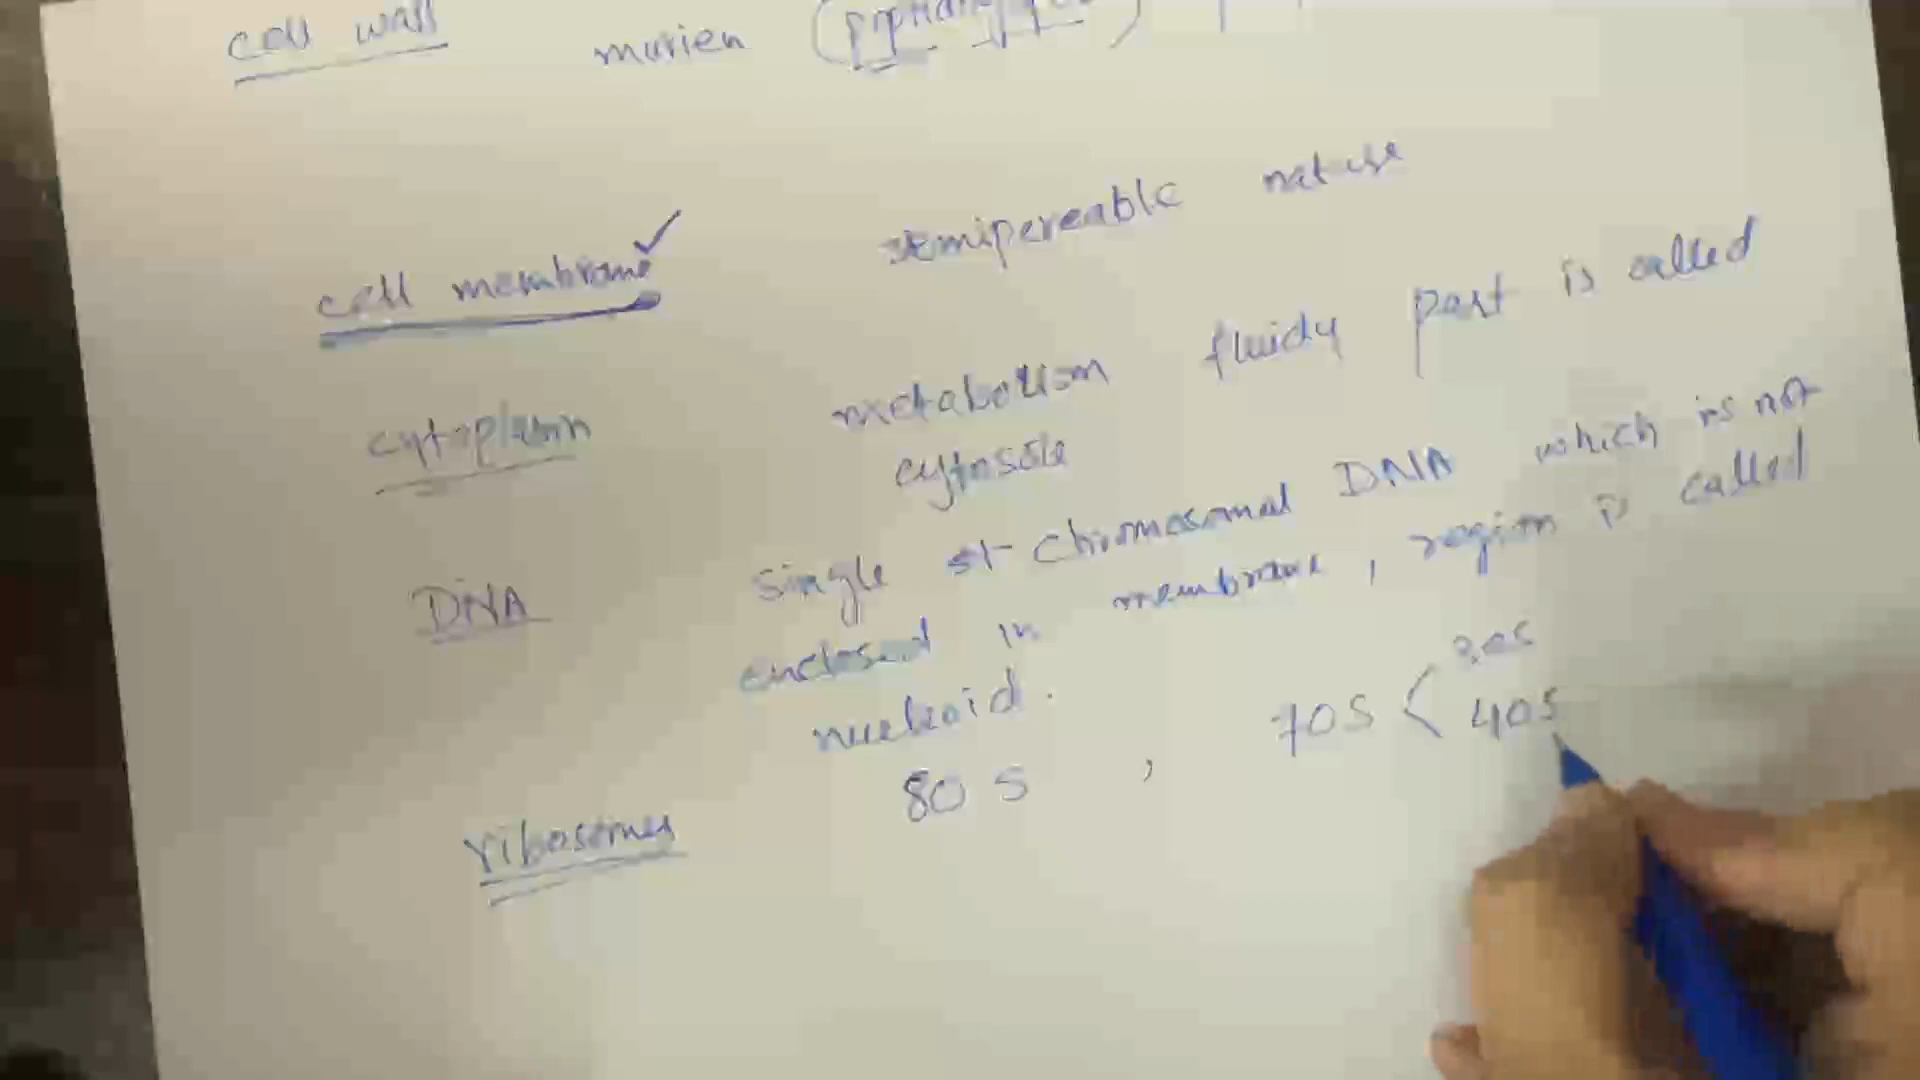 cell wall murien (
cell membrane ✓ semipereable nature
cytoplasm metabolism fluidy part is called
cytosole
DNA single st chromosomal DNA which is not
enclosed in membrane, region is called
nucleoid.
ribosomes 80 S , 70S < 30S
40S